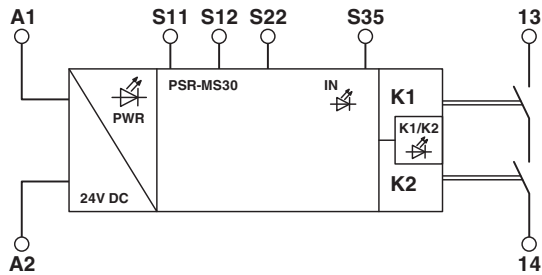 A1 S11 S12 S22 S35 13
PSR-MS30 IN K1
PWR K1/K2
24V DC K2
A2 14